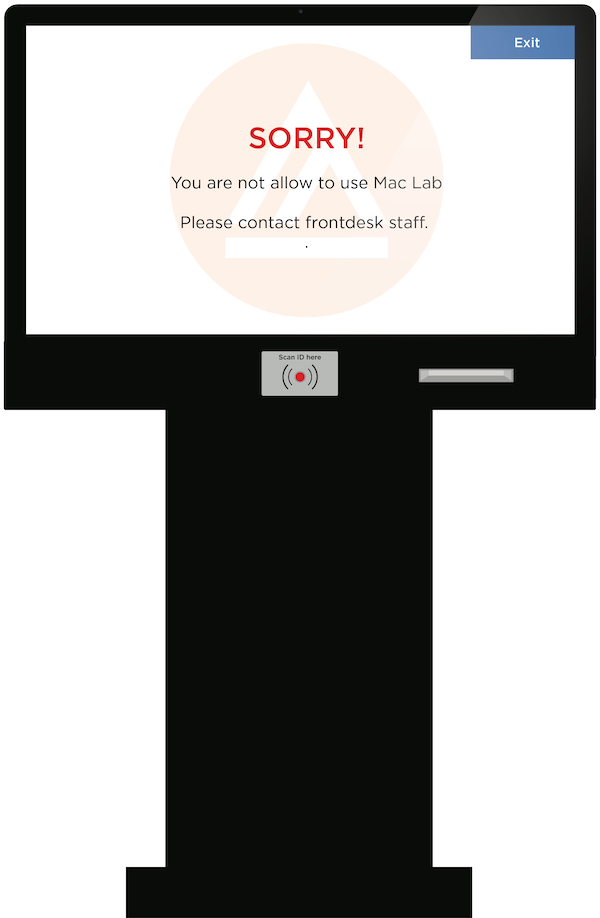 Exit
SORRY!
You are not allow to use Mac Lab
Please contact frontdesk staff.
.
Scan ID here